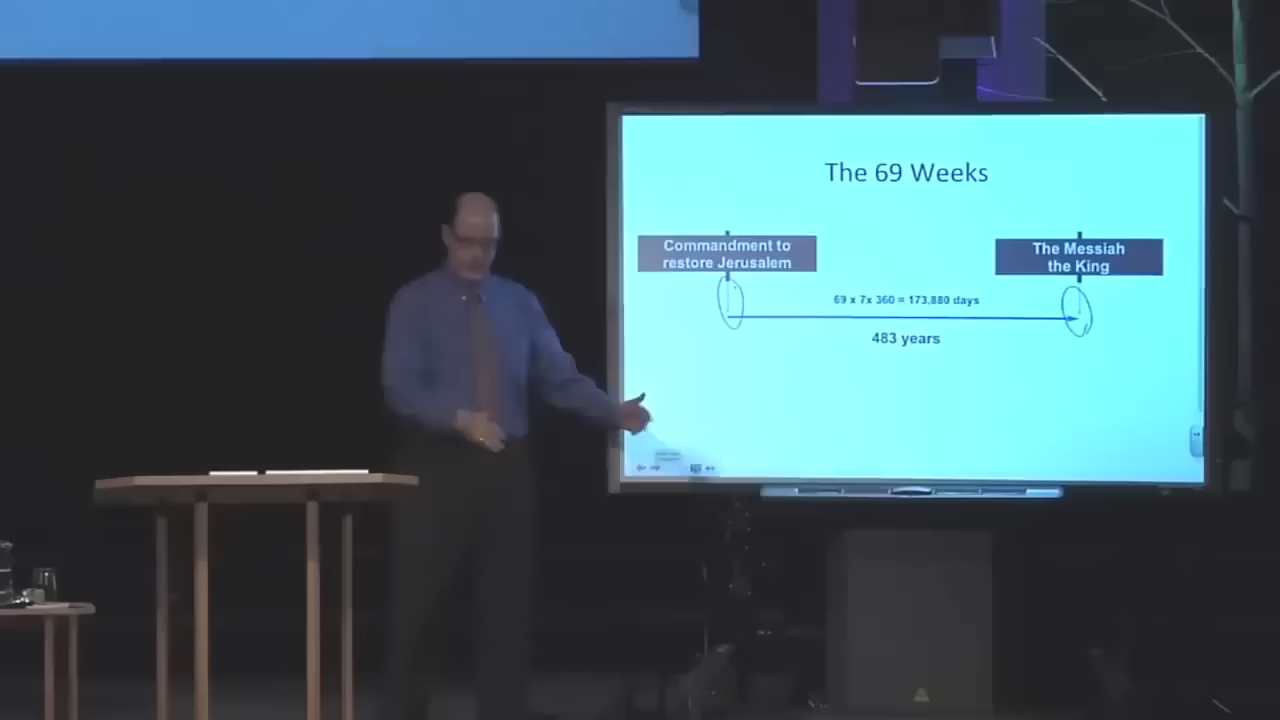 The 69 Weeks
Commandment to
restore Jerusalem
The Messiah
the King
69 x 7x 360 = 173,880 days
483 years